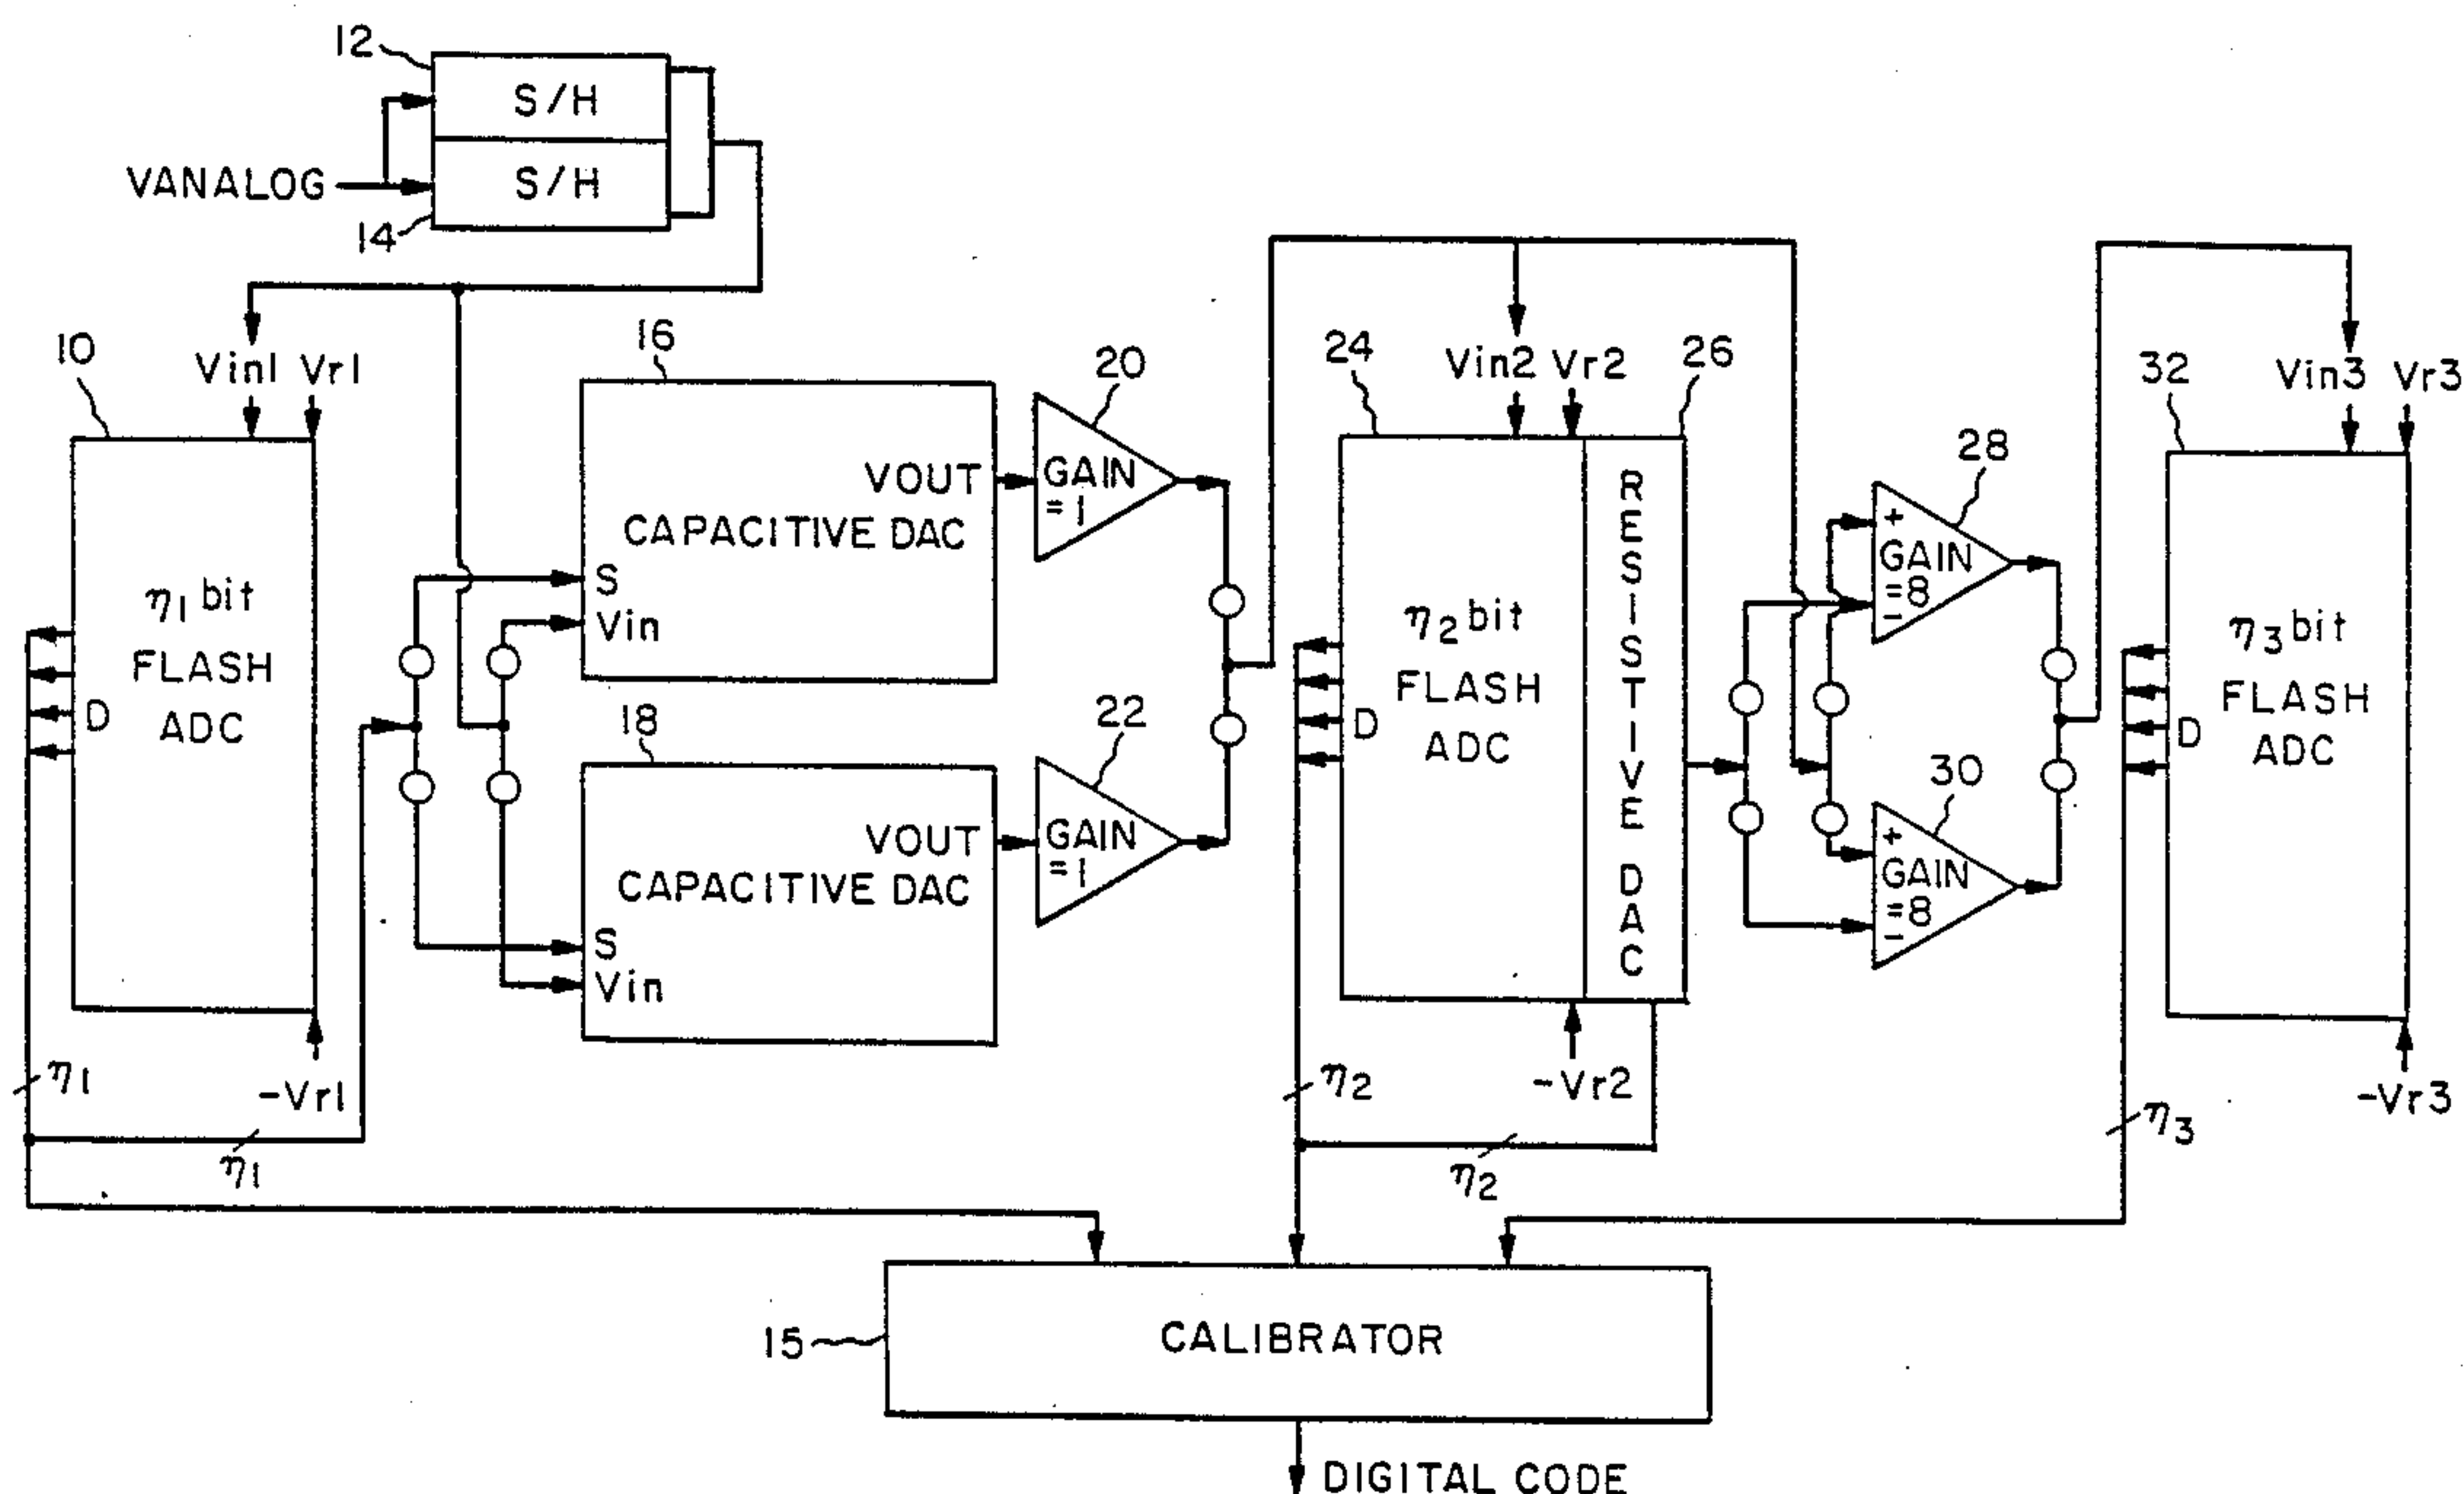 12
S/H
VANALOG
S/H
14
10
Vin1 Vr1
η1 bit
FLASH
ADC
D
-Vr1
η1
η1
16
VOUT
CAPACITIVE DAC
S
Vin
20
GAIN
=1
18
VOUT
CAPACITIVE DAC
S
Vin
22
GAIN
=1
24
Vin2 Vr2
26
η2 bit
FLASH
ADC
D
RESISTIVE DAC
-Vr2
η2
η2
28
+
GAIN
=8
-
30
+
GAIN
=8
-
32
Vin3 Vr3
η3 bit
FLASH
ADC
D
-Vr3
η3
15
CALIBRATOR
DIGITAL CODE